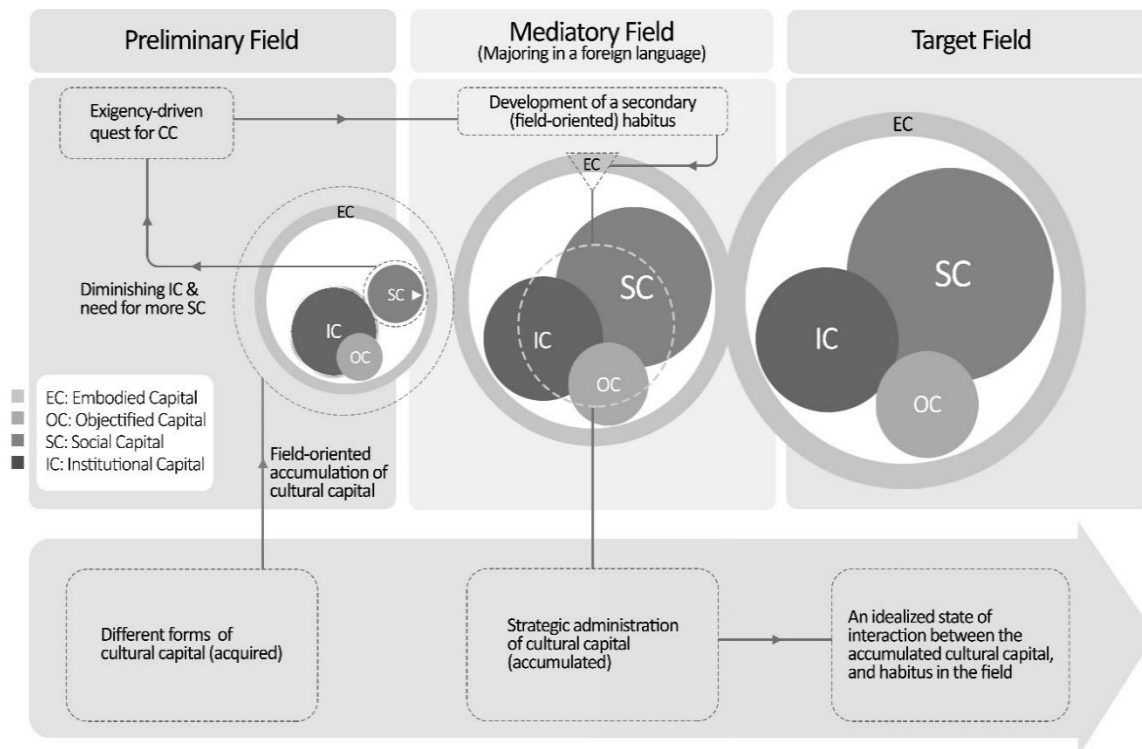 Preliminary Field
Mediatory Field
(Majoring in a foreign language)
Target Field
Exigency-driven
quest for CC
Development of a secondary
(field-oriented) habitus
EC
EC
EC
SC
IC
OC
Diminishing IC &
need for more SC
SC
IC
OC
SC
IC
OC
EC: Embodied Capital
OC: Objectified Capital
SC: Social Capital
IC: Institutional Capital
Field-oriented
accumulation of
cultural capital
Different forms of
cultural capital (acquired)
Strategic administration
of cultural capital
(accumulated)
An idealized state of
interaction between the
accumulated cultural capital,
and habitus in the field